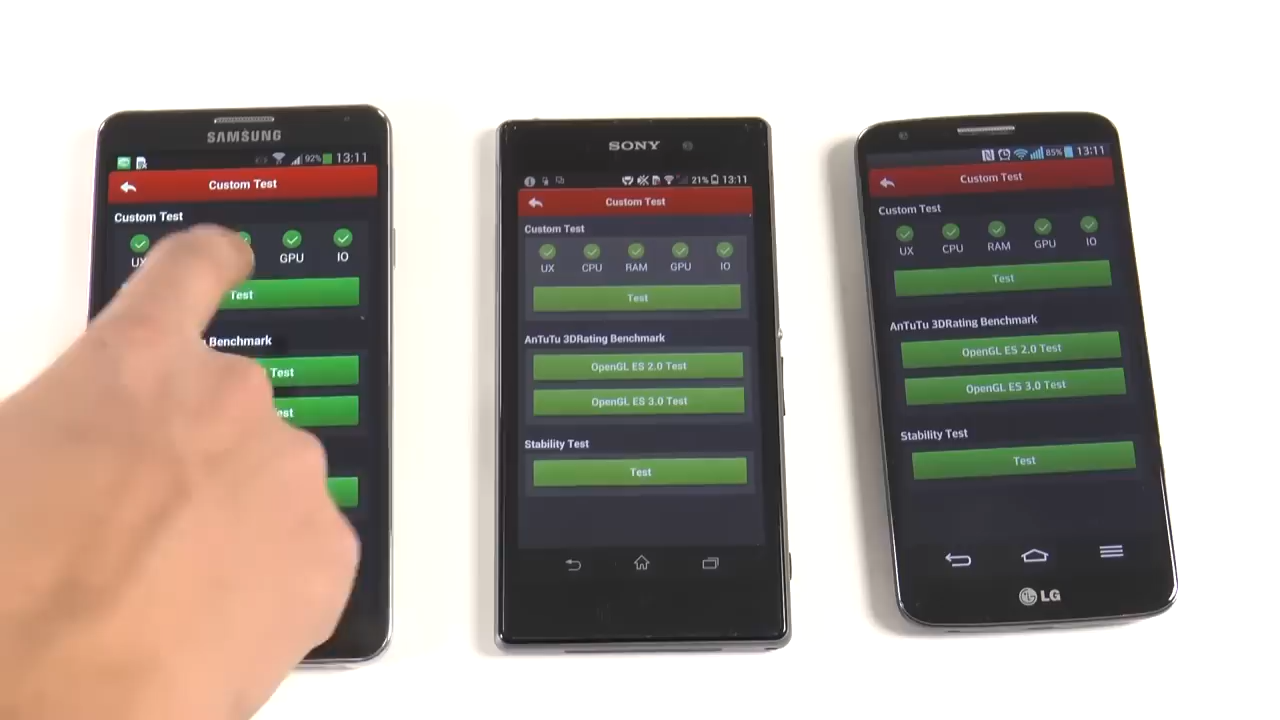 SAMSUNG
92% 13:11
Custom Test
Custom Test
GPU IO
Test
Benchmark
Test
SONY
21% 13:11
Custom Test
Custom Test
UX CPU RAM GPU IO
Test
AnTuTu 3DRating Benchmark
OpenGL ES 2.0 Test
OpenGL ES 3.0 Test
Stability Test
Test
85% 13:11
Custom Test
Custom Test
UX CPU RAM GPU IO
Test
AnTuTu 3DRating Benchmark
OpenGL ES 2.0 Test
OpenGL ES 3.0 Test
Stability Test
Test
LG